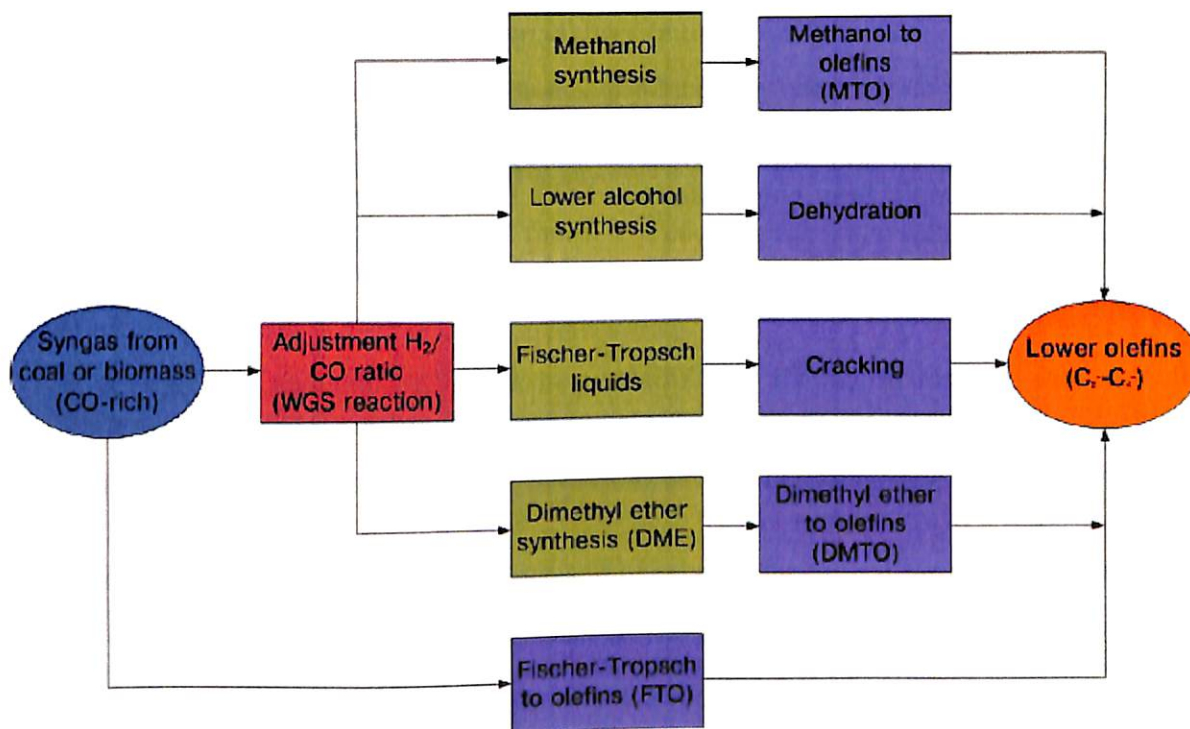 Methanol
synthesis
Methanol to
olefins
(MTO)
Lower alcohol
synthesis
Dehydration
Syngas from
coal or biomass
(CO-rich)
Adjustment H₂/
CO ratio
(WGS reaction)
Fischer-Tropsch
liquids
Cracking
Lower olefins
Dimethyl ether
synthesis (DME)
Dimethyl ether
to olefins
(DMTO)
Fischer-Tropsch
to olefins (FTO)